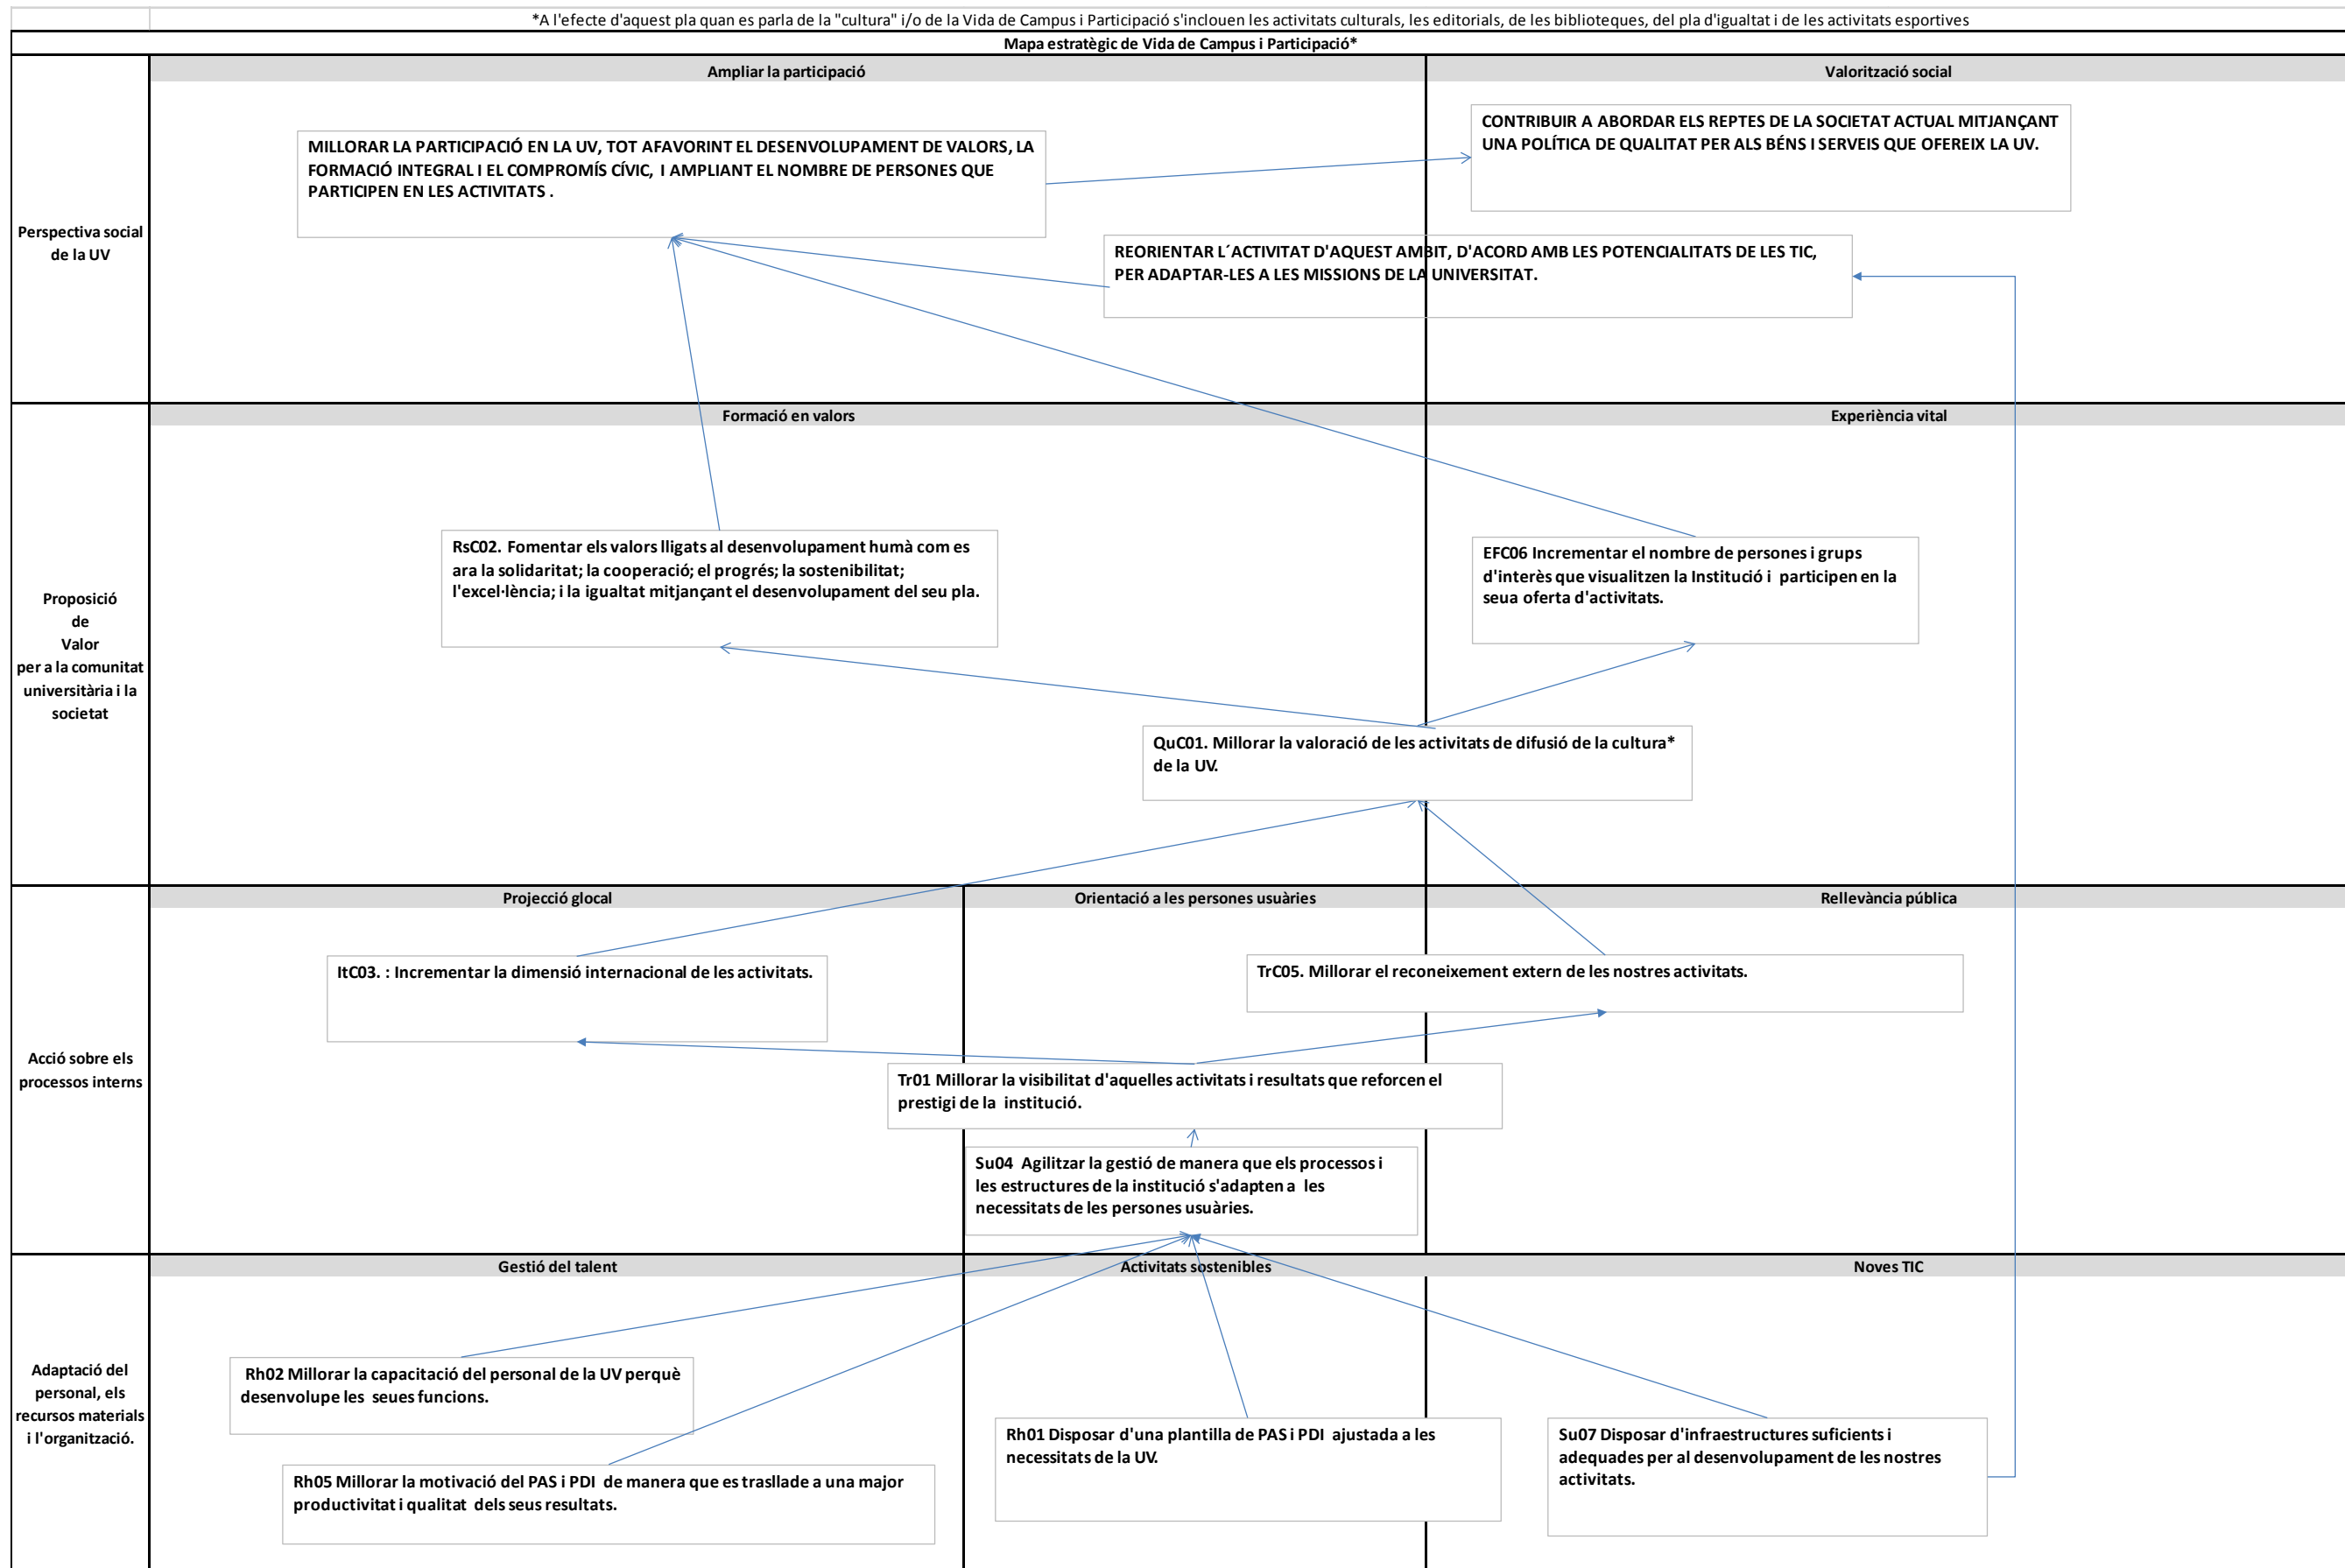 *A l'efecte d'aquest pla quan es parla de la "cultura" i/o de la Vida de Campus i Participació s'inclouen les activitats culturals, les editorials, de les biblioteques, del pla d'igualtat i de les activitats esportives
Mapa estratègic de Vida de Campus i Participació*
Ampliar la participació
Valorització social
Perspectiva social
de la UV
MILLORAR LA PARTICIPACIÓ EN LA UV, TOT AFAVORINT EL DESENVOLUPAMENT DE VALORS, LA
FORMACIÓ INTEGRAL I EL COMPROMÍS CÍVIC, I AMPLIANT EL NOMBRE DE PERSONES QUE
PARTICIPEN EN LES ACTIVITATS .
CONTRIBUIR A ABORDAR ELS REPTES DE LA SOCIETAT ACTUAL MITJANÇANT
UNA POLÍTICA DE QUALITAT PER ALS BÉNS I SERVEIS QUE OFEREIX LA UV.
REORIENTAR L´ACTIVITAT D'AQUEST AMBIT, D'ACORD AMB LES POTENCIALITATS DE LES TIC,
PER ADAPTAR-LES A LES MISSIONS DE LA UNIVERSITAT.
Formació en valors
Experiència vital
Proposició
de
Valor
per a la comunitat
universitària i la
societat
RsC02. Fomentar els valors lligats al desenvolupament humà com es
ara la solidaritat; la cooperació; el progrés; la sostenibilitat;
l'excel·lència; i la igualtat mitjançant el desenvolupament del seu pla.
EFC06 Incrementar el nombre de persones i grups
d'interès que visualitzen la Institució i participen en la
seua oferta d'activitats.
QuC01. Millorar la valoració de les activitats de difusió de la cultura*
de la UV.
Projecció glocal
Orientació a les persones usuàries
Rellevància pública
Acció sobre els
processos interns
ItC03. : Incrementar la dimensió internacional de les activitats.
TrC05. Millorar el reconeixement extern de les nostres activitats.
Tr01 Millorar la visibilitat d'aquelles activitats i resultats que reforcen el
prestigi de la institució.
Su04 Agilitzar la gestió de manera que els processos i
les estructures de la institució s'adapten a les
necessitats de les persones usuàries.
Gestió del talent
Activitats sostenibles
Noves TIC
Adaptació del
personal, els
recursos materials
i l'organització.
Rh02 Millorar la capacitació del personal de la UV perquè
desenvolupe les seues funcions.
Rh05 Millorar la motivació del PAS i PDI de manera que es traslla­de a una major
productivitat i qualitat dels seus resultats.
Rh01 Disposar d'una plantilla de PAS i PDI ajustada a les
necessitats de la UV.
Su07 Disposar d'infraestructures suficients i
adequades per al desenvolupament de les nostres
activitats.